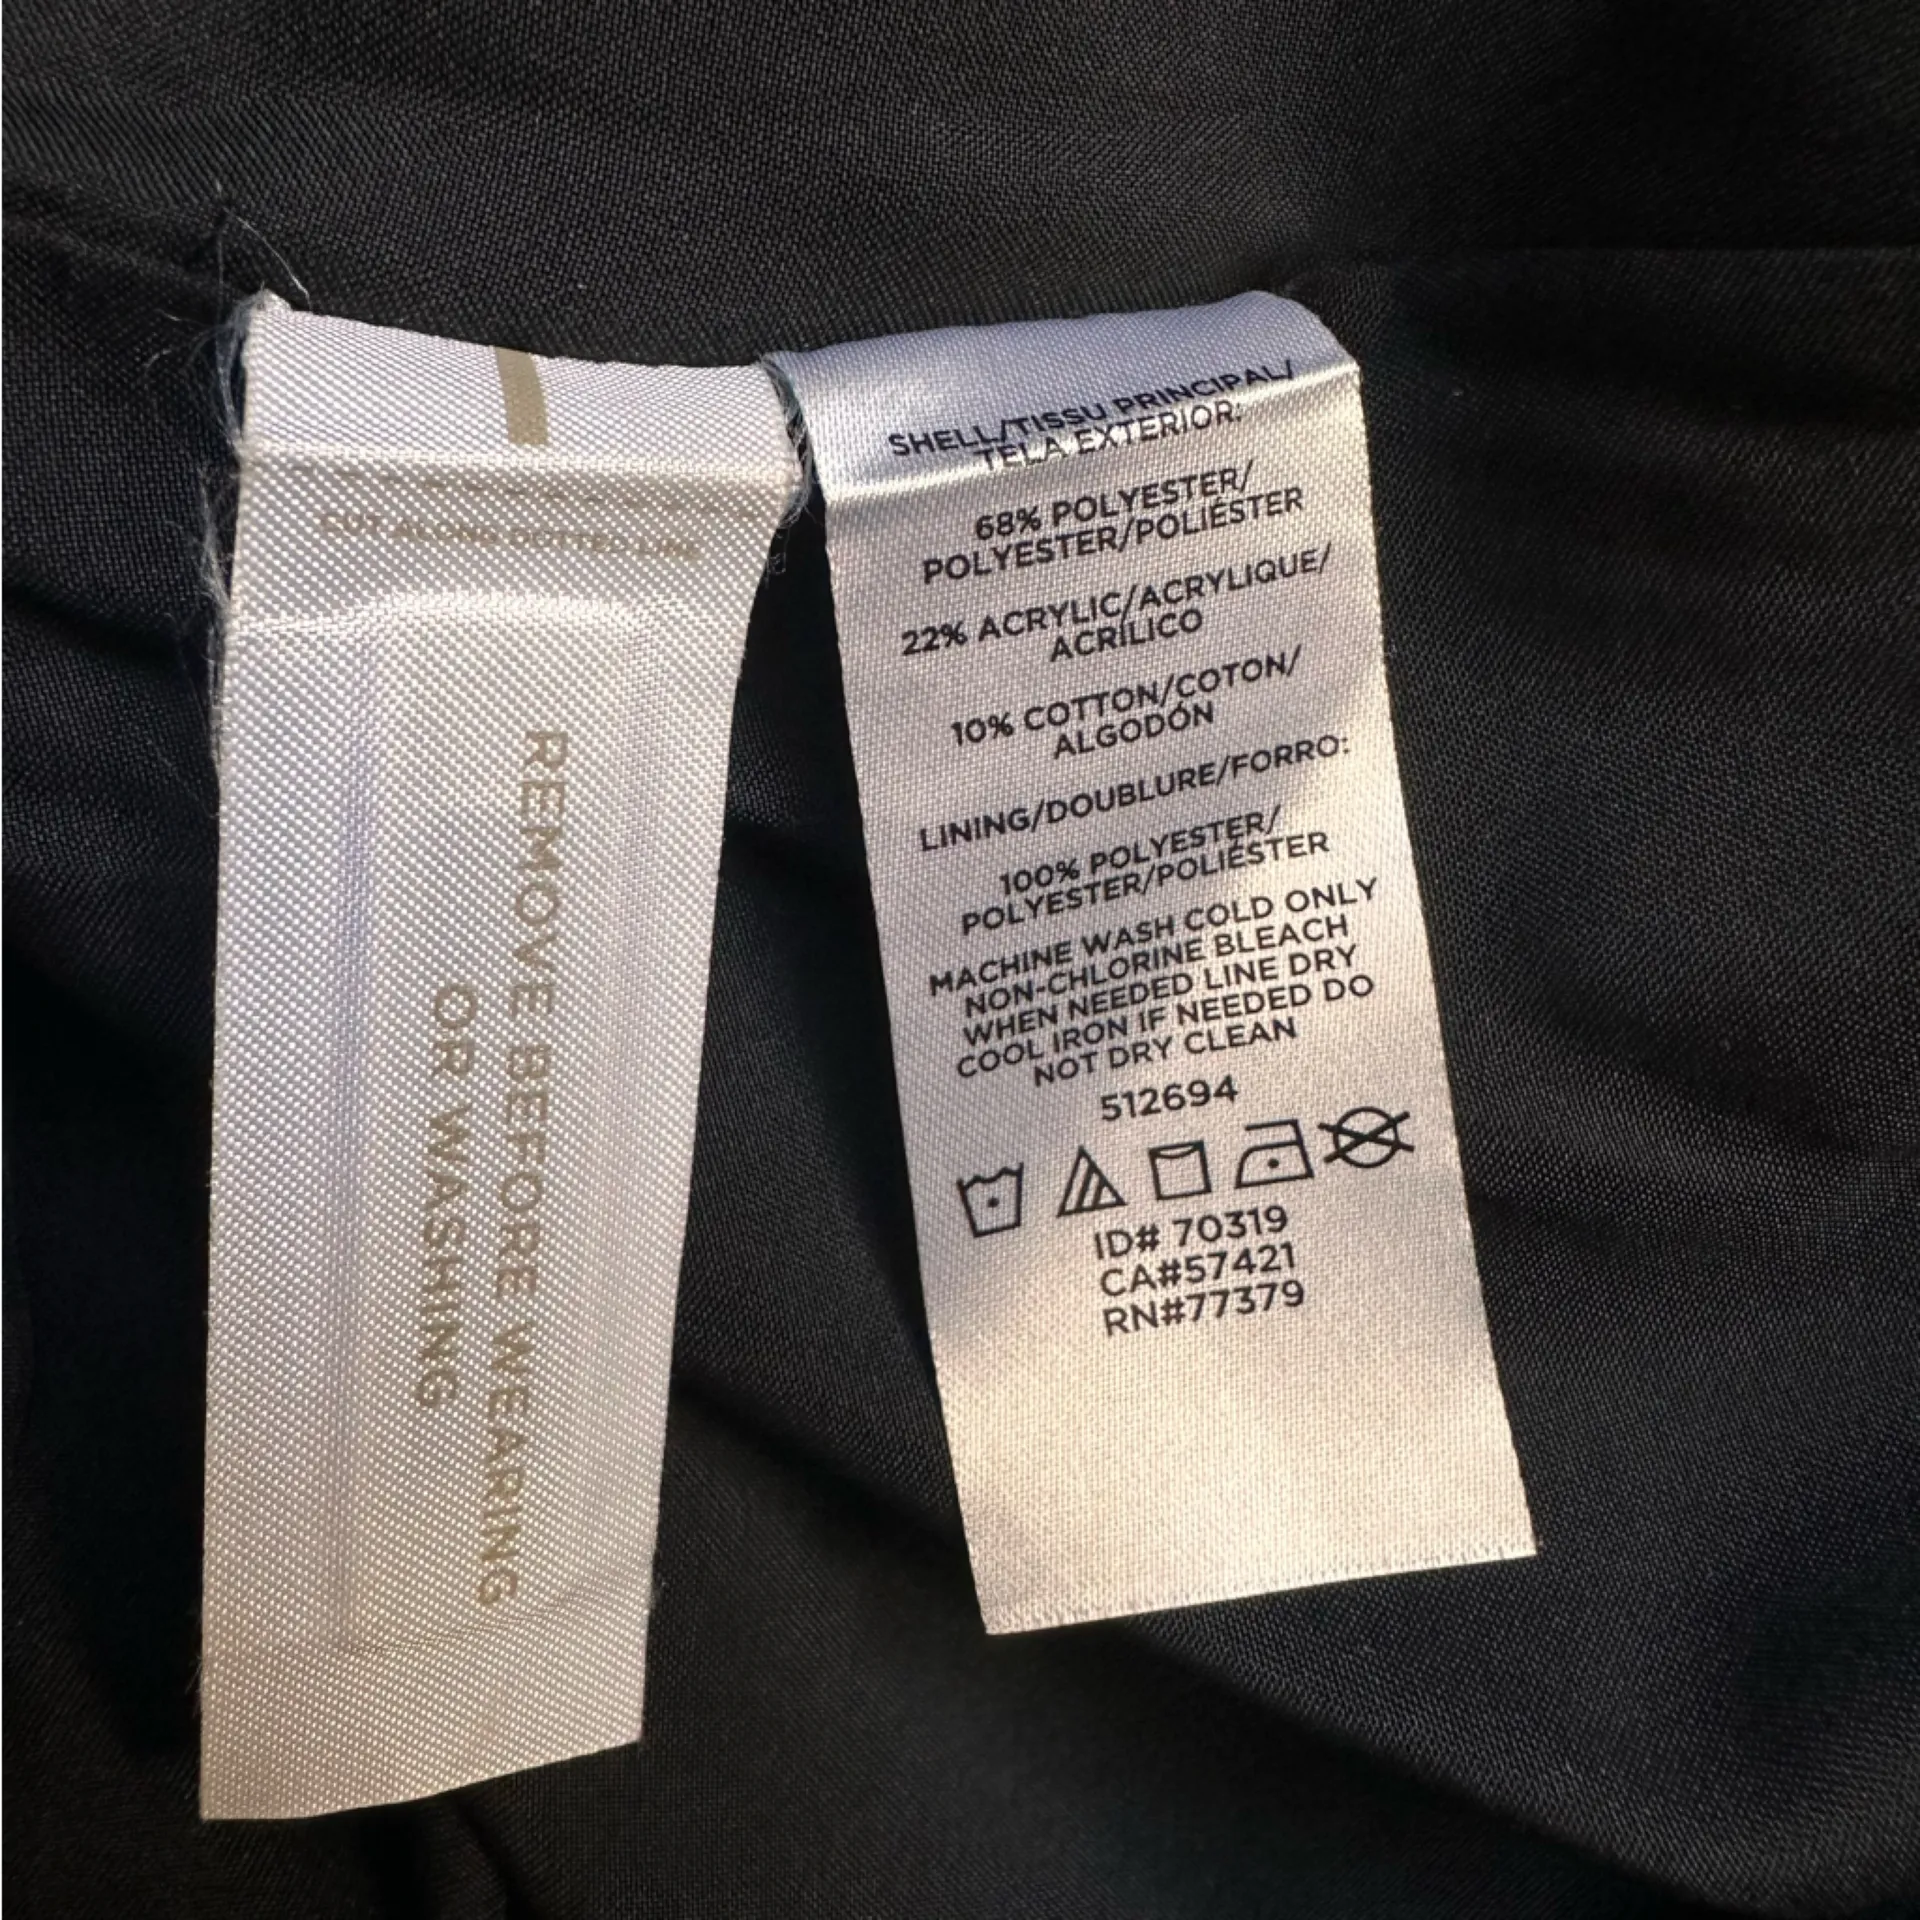 CUT ALONG DOTTED LINE
REMOVE BEFORE WEARING
OR WASHING
SHELL/TISSU PRINCIPAL/
TELA EXTERIOR:
68% POLYESTER/
POLYESTER/POLIÉSTER
22% ACRYLIC/ACRYLIQUE/
ACRÍLICO
10% COTTON/COTON/
ALGODÓN
LINING/DOUBLURE/FORRO:
100% POLYESTER/
POLYESTER/POLIÉSTER
MACHINE WASH COLD ONLY
NON-CHLORINE BLEACH
WHEN NEEDED LINE DRY
COOL IRON IF NEEDED DO
NOT DRY CLEAN
512694
ID# 70319
CA#57421
RN#77379